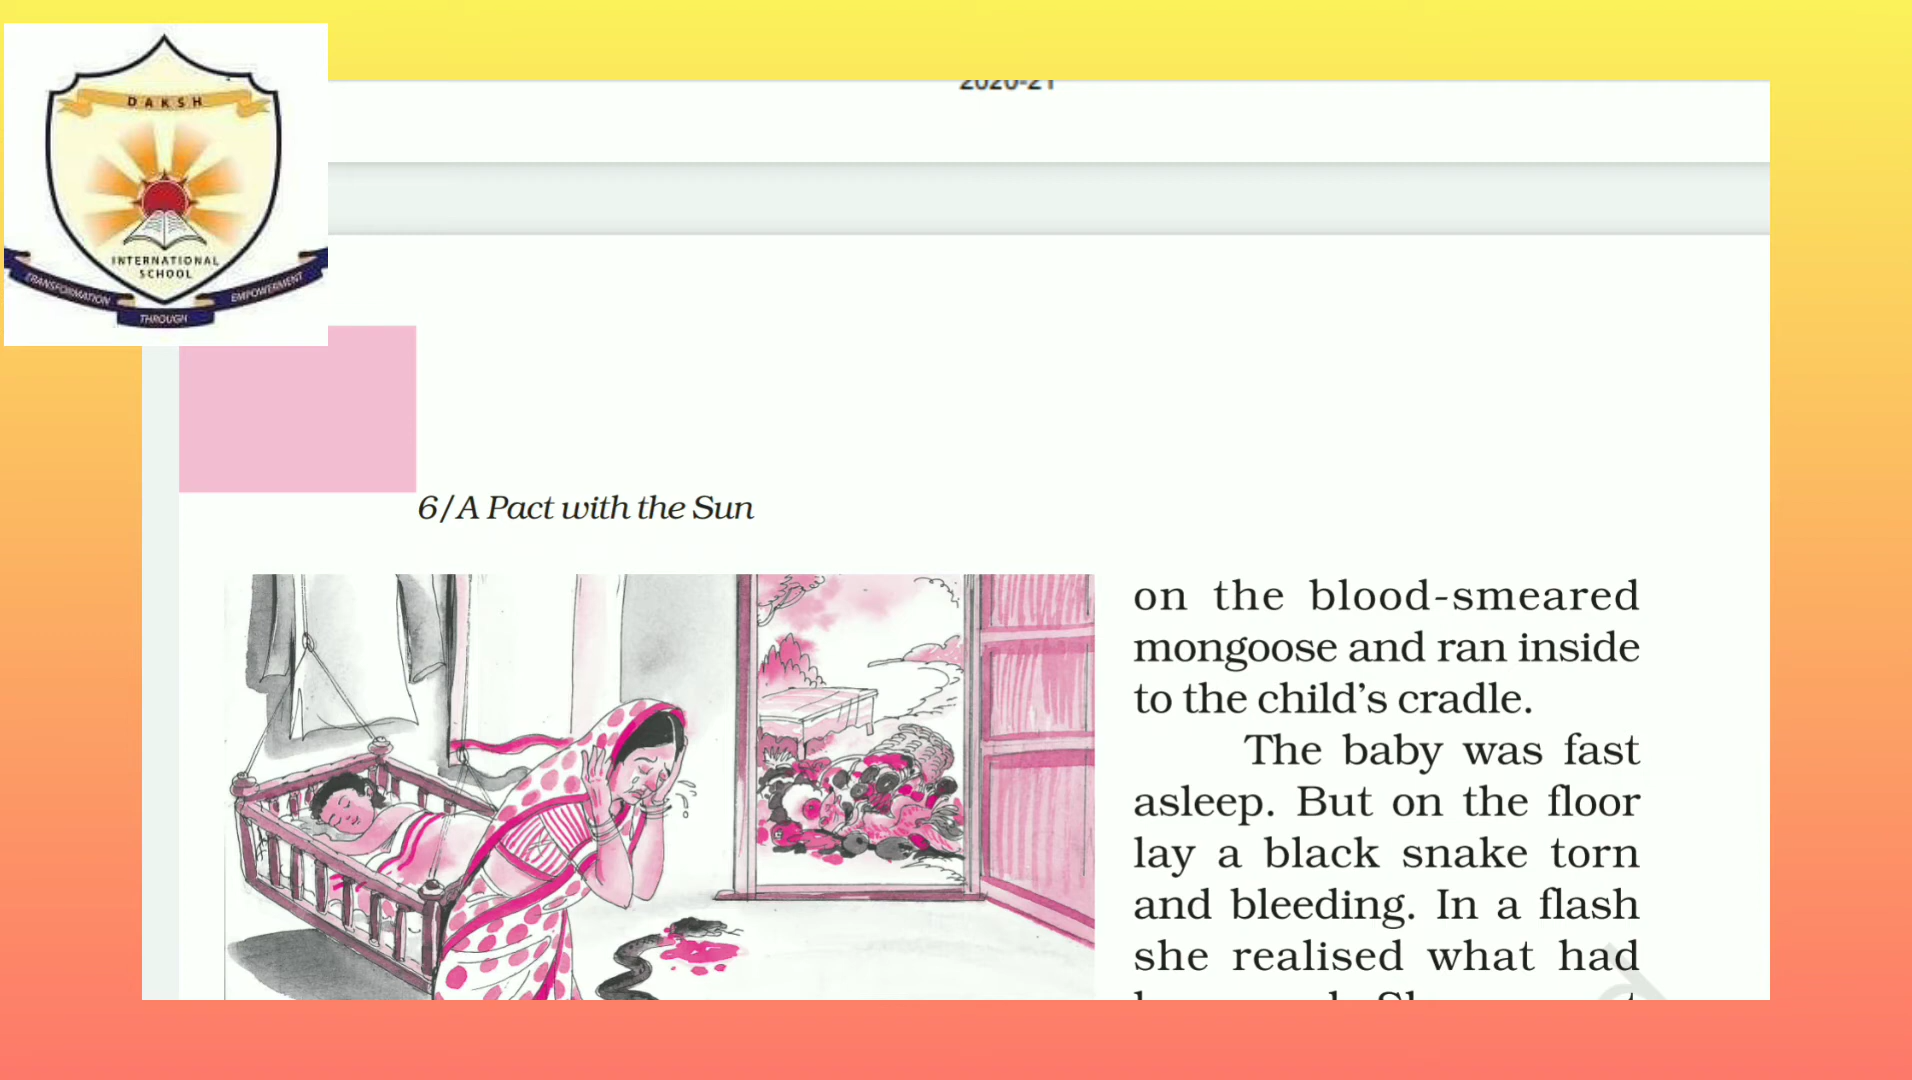 2020-21
DAKSH
INTERNATIONAL
SCHOOL
TRANSFORMATION
THROUGH
EMPOWERMENT
6/A Pact with the Sun
on the blood-smeared
mongoose and ran inside
to the child's cradle.
The baby was fast
asleep. But on the floor
lay a black snake torn
and bleeding. In a flash
she realised what had